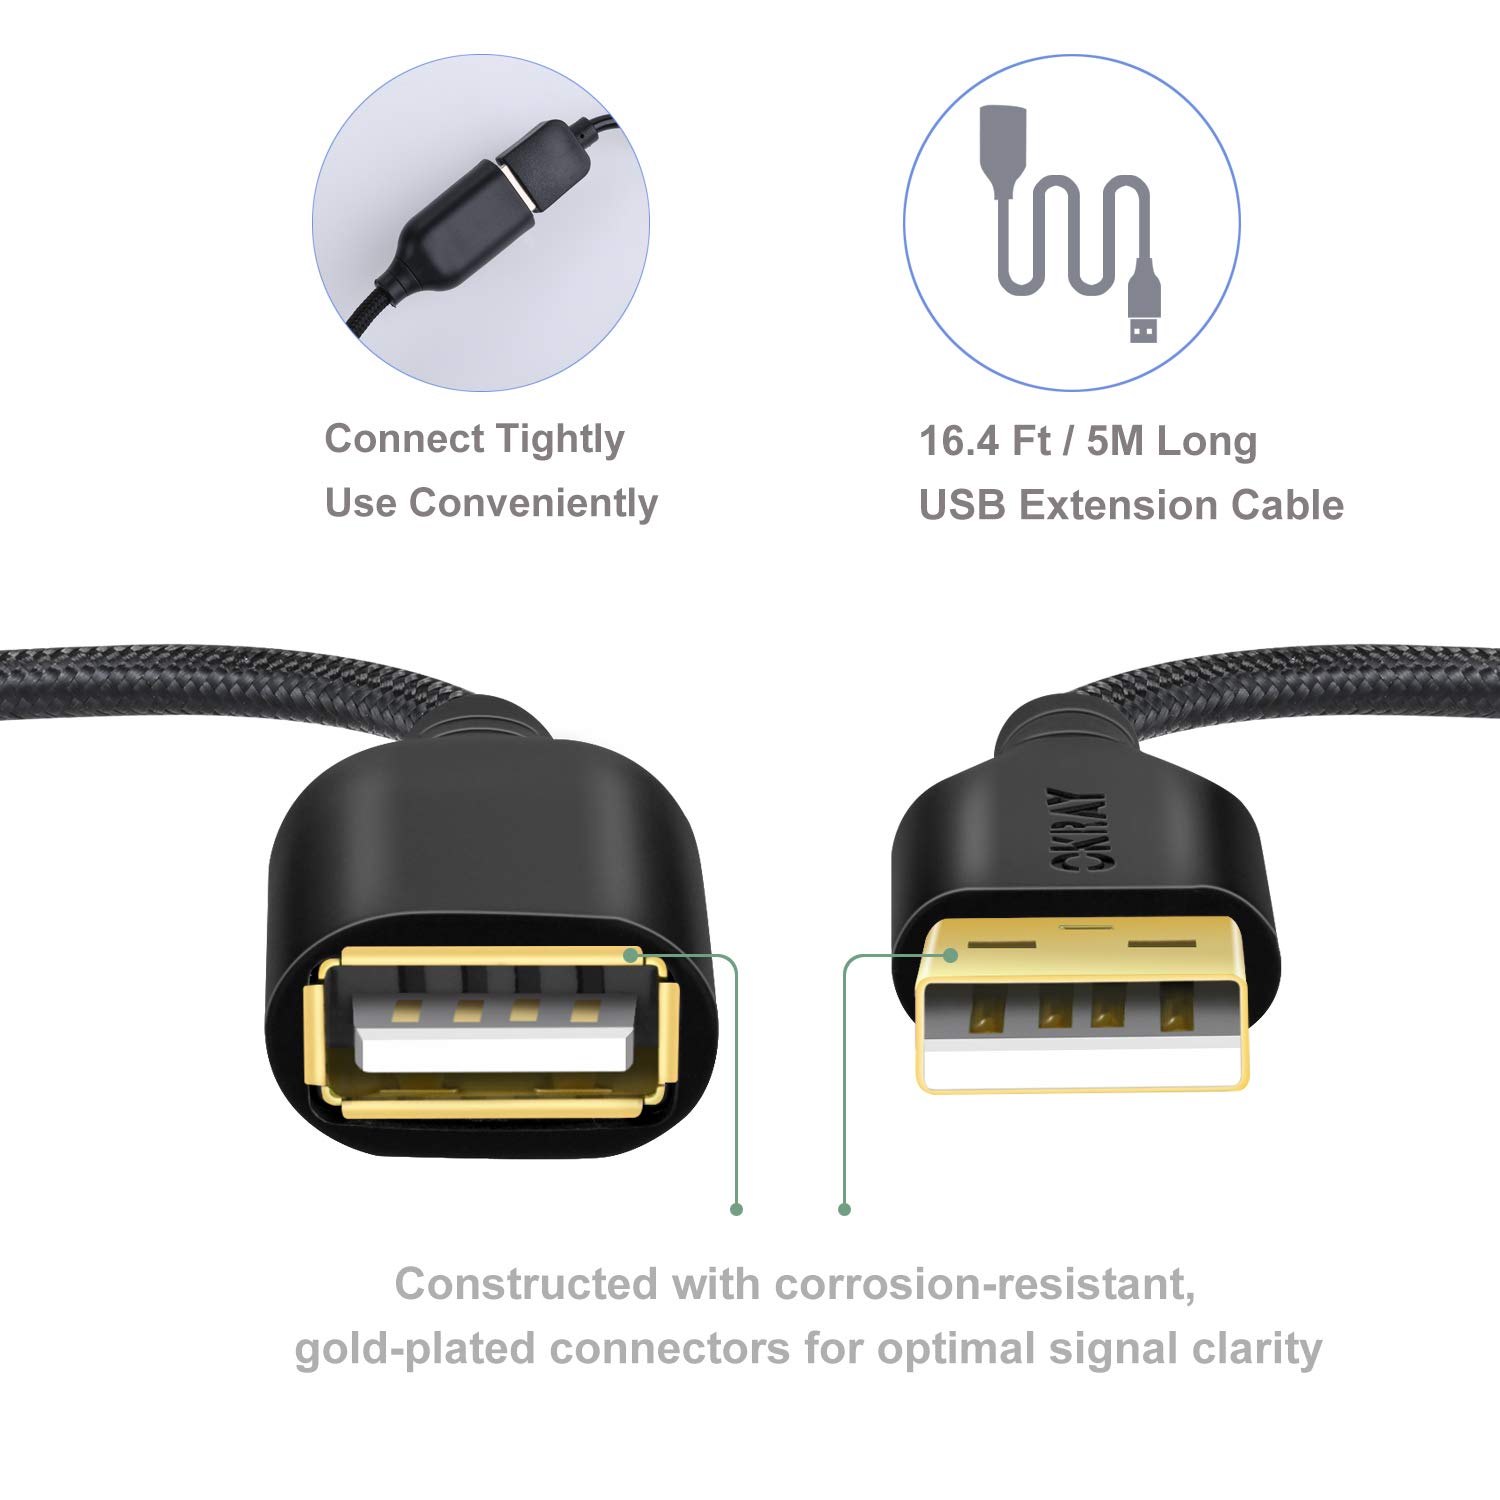 Connect Tightly
Use Conveniently
16.4 Ft / 5M Long
USB Extension Cable
OKRAY
Constructed with corrosion-resistant,
gold-plated connectors for optimal signal clarity